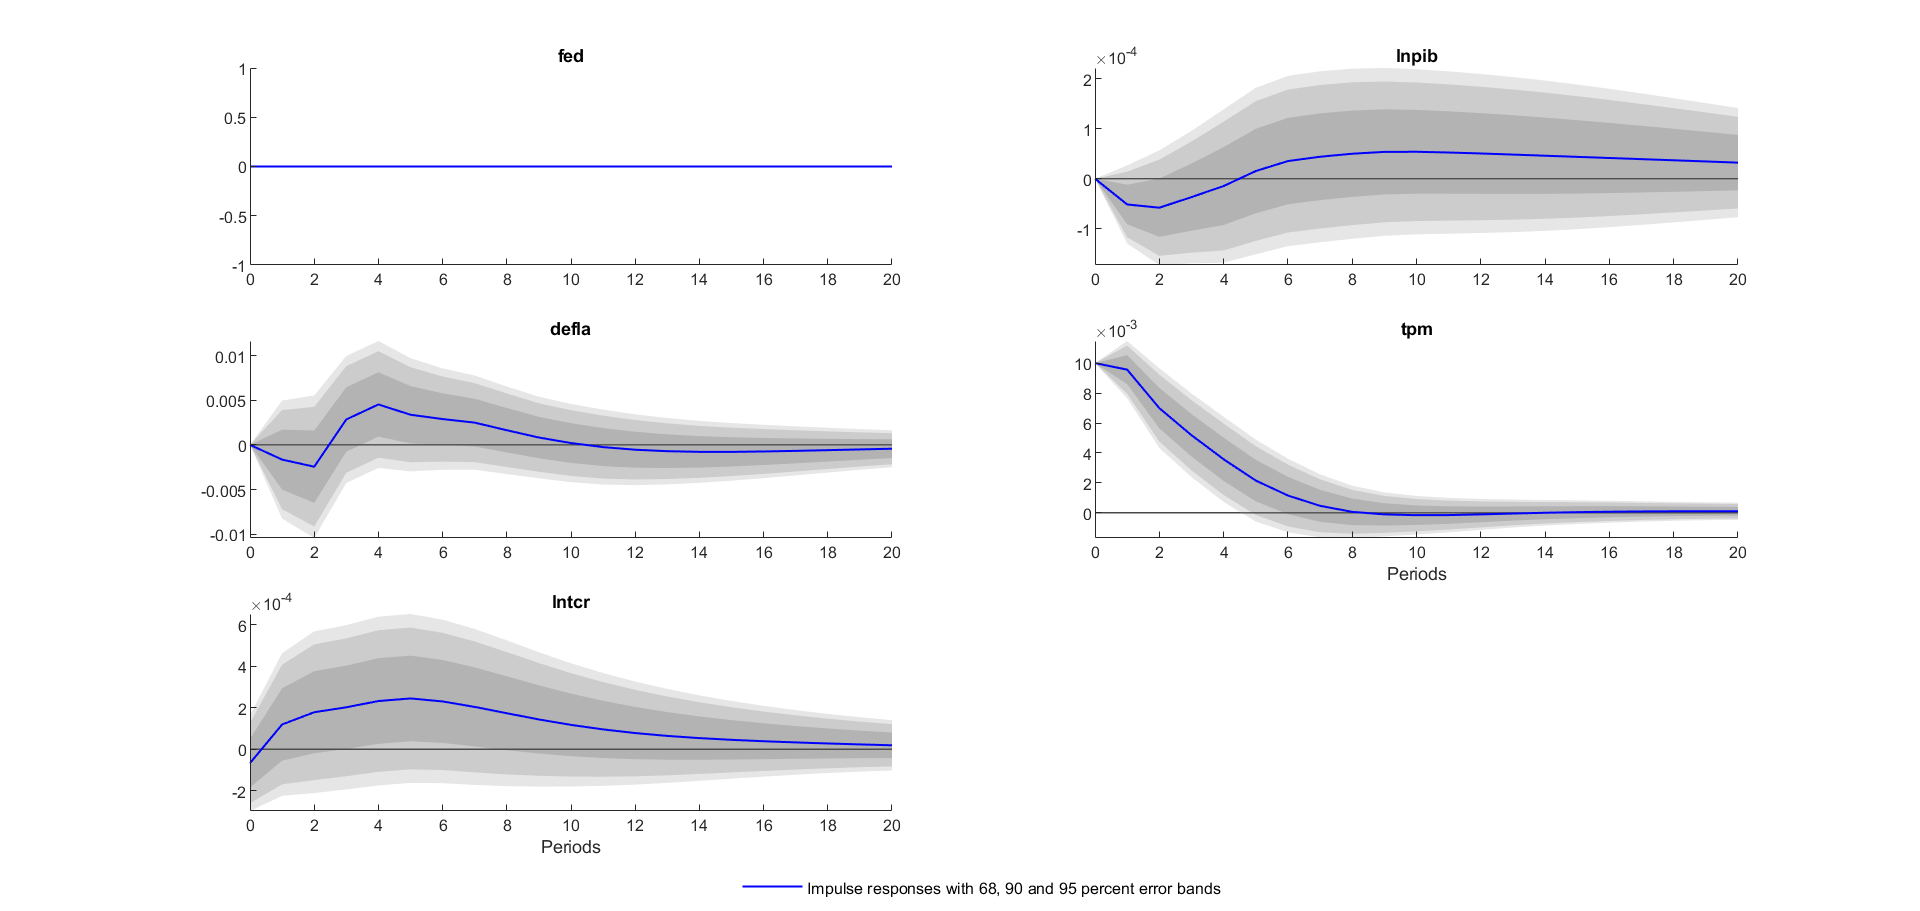 fed
1
0.5
0
-0.5
-1
0 2 4 6 8 10 12 14 16 18 20
×10-4
lnpib
2
1
0
-1
0 2 4 6 8 10 12 14 16 18 20
defla
0.01
0.005
0
-0.005
-0.01
0 2 4 6 8 10 12 14 16 18 20
×10-3
tpm
10
8
6
4
2
0
0 2 4 6 8 10 12 14 16 18 20
Periods
×10-4
lntcr
6
4
2
0
-2
0 2 4 6 8 10 12 14 16 18 20
Periods
Impulse responses with 68, 90 and 95 percent error bands